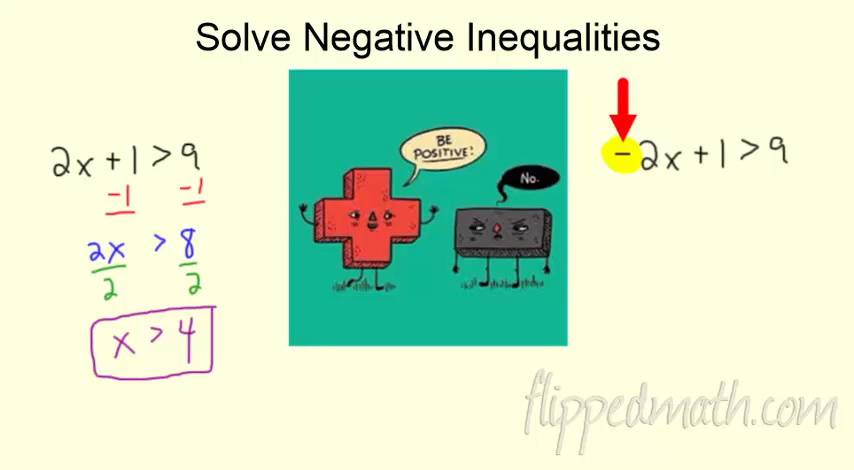 Solve Negative Inequalities
2x + 1 > 9
-1 -1
2x > 8
2 2
x > 4
BE
POSITIVE!
No.
-2x + 1 > 9
flippedmath.com